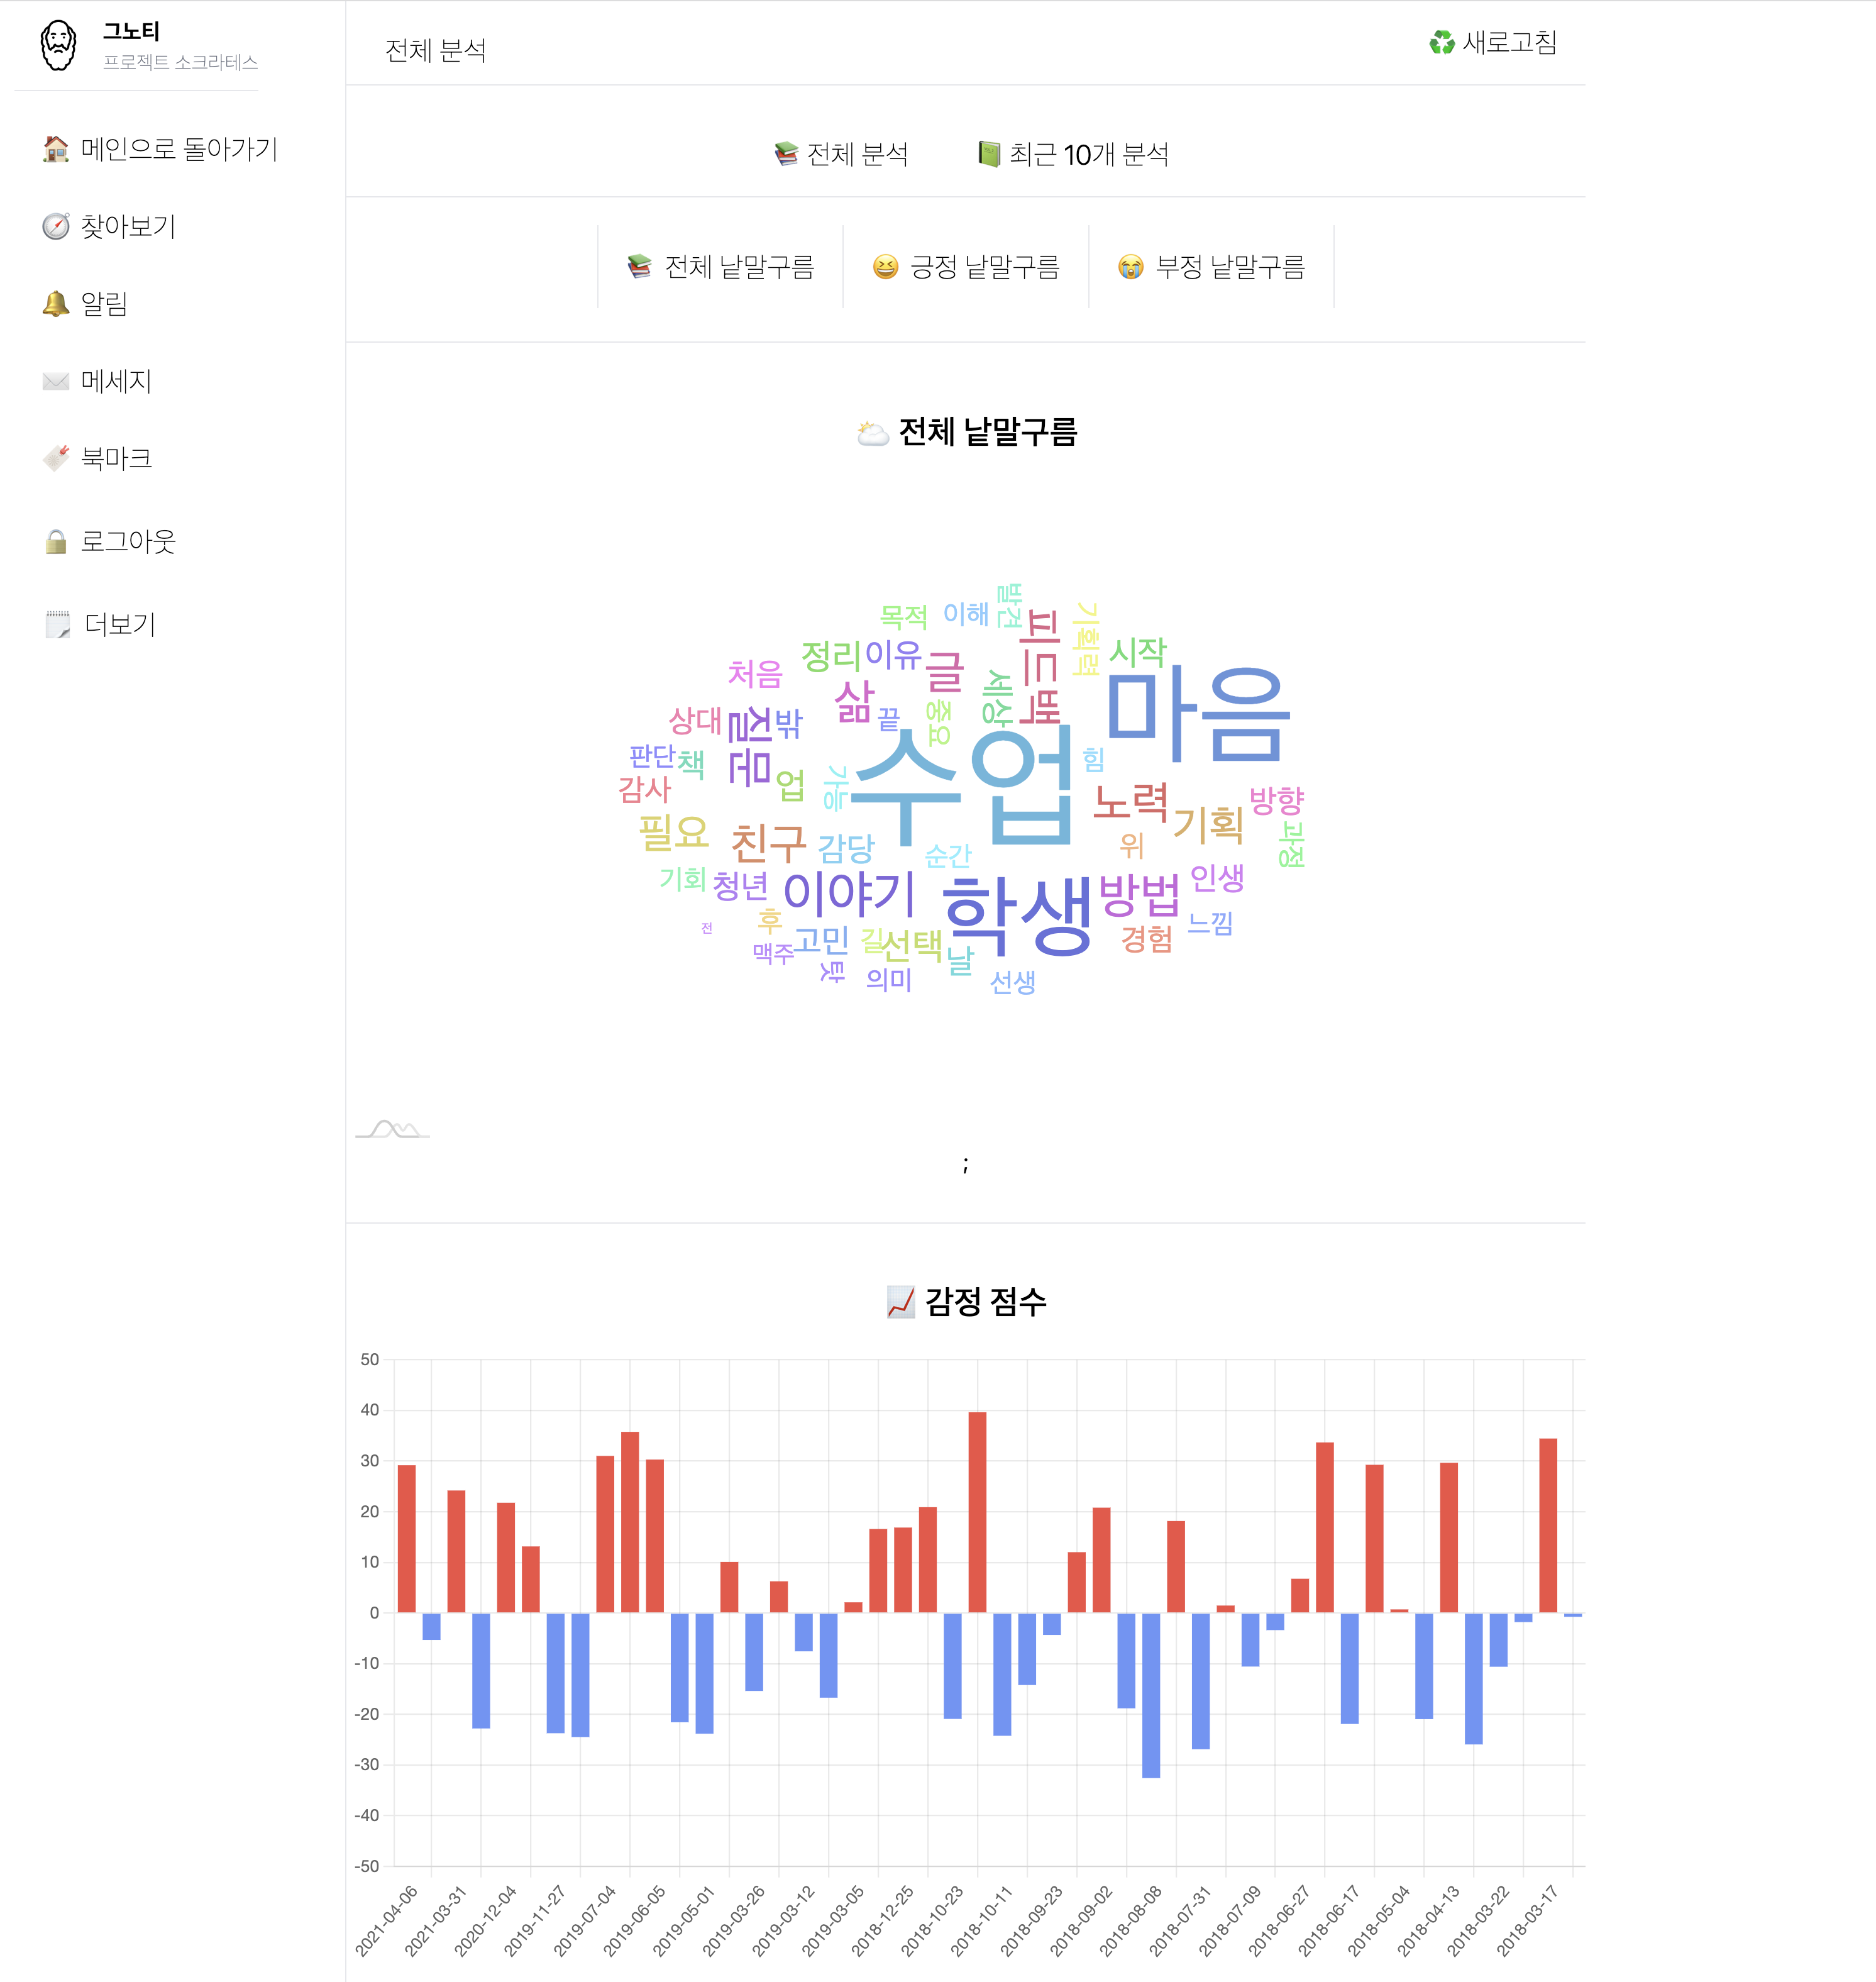 그노티
프로젝트 소크라테스
메인으로 돌아가기
찾아보기
알림
메세지
북마크
로그아웃
더보기
전체 분석
새로고침
전체 분석
최근 10개 분석
전체 낱말구름
긍정 낱말구름
부정 낱말구름
전체 낱말구름
발견
목적
이해
피드백
기획력
정리
이유
글
시작
처음
삶
세상
마음
상대
질문
밖
끝
중요
수업
판단
책
업
가능
힘
감사
노력
방향
필요
친구
감당
기획
과정
순간
위
기회
청년
이야기
학생
방법
인생
전
후
고민
길
선택
경험
느낌
맥주
탓
날
의미
선생
;
감정 점수
50
40
30
20
10
0
-10
-20
-30
-40
-50
2021-04-06
2021-03-31
2020-12-04
2019-11-27
2019-07-04
2019-06-05
2019-05-01
2019-03-26
2019-03-12
2019-03-05
2018-12-25
2018-10-23
2018-10-11
2018-09-23
2018-09-02
2018-08-08
2018-07-31
2018-07-09
2018-06-27
2018-06-17
2018-05-04
2018-04-13
2018-03-22
2018-03-17